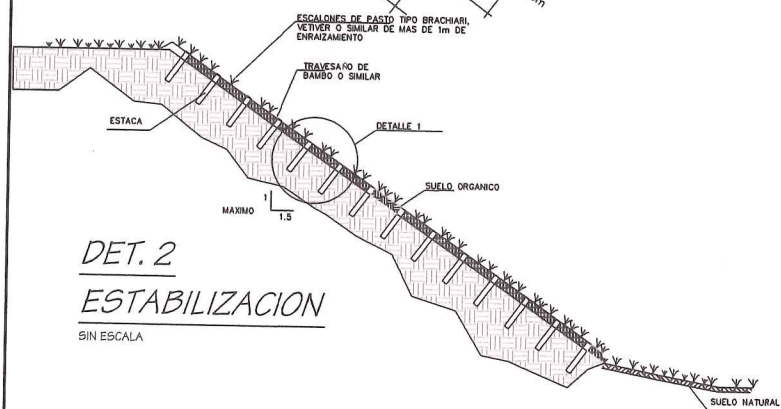 m
ESCALONES DE PASTO TIPO BRACHIARI,
VETIVER O SIMILAR DE MAS DE 1m DE
ENRAIZAMIENTO
TRAVESAÑO DE
BAMBO O SIMILAR
ESTACA
DETALLE 1
SUELO ORGANICO
1
MAXIMO
1.5
DET. 2
ESTABILIZACION
SIN ESCALA
SUELO NATURAL